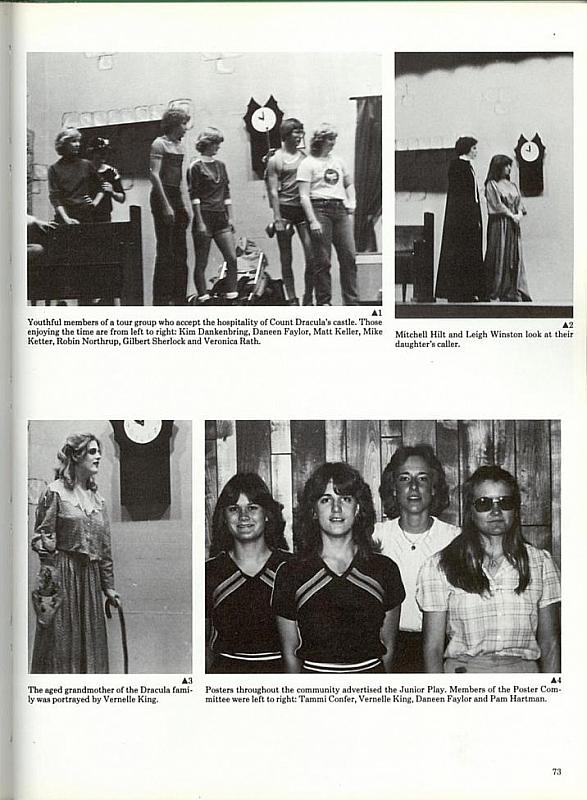 ▲1
Youthful members of a tour group who accept the hospitality of Count Dracula's castle. Those
enjoying the time are from left to right: Kim Dankenbring, Daneen Faylor, Matt Keller, Mike
Ketter, Robin Northrup, Gilbert Sherlock and Veronica Rath.
▲2
Mitchell Hilt and Leigh Winston look at their
daughter's caller.
▲3
The aged grandmother of the Dracula fami-
ly was portrayed by Vernelle King.
▲4
Posters throughout the community advertised the Junior Play. Members of the Poster Com-
mittee were left to right: Tammi Confer, Vernelle King, Daneen Faylor and Pam Hartman.
73